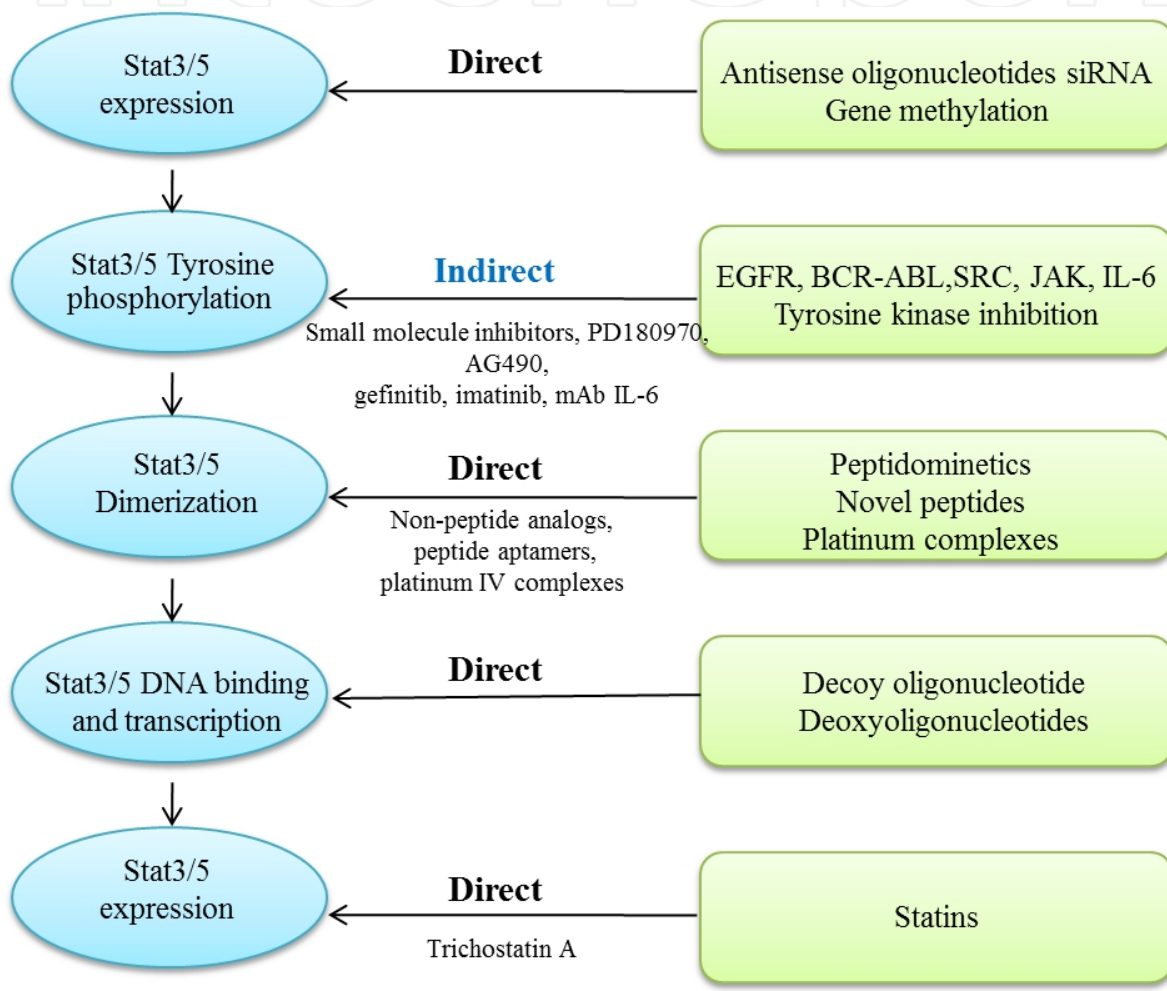 Stat3/5
expression
Direct
Antisense oligonucleotides siRNA
Gene methylation
Stat3/5 Tyrosine
phosphorylation
Indirect
Small molecule inhibitors, PD180970,
AG490,
gefinitib, imatinib, mAb IL-6
EGFR, BCR-ABL,SRC, JAK, IL-6
Tyrosine kinase inhibition
Stat3/5
Dimerization
Direct
Non-peptide analogs,
peptide aptamers,
platinum IV complexes
Peptidominetics
Novel peptides
Platinum complexes
Stat3/5 DNA binding
and transcription
Direct
Decoy oligonucleotide
Deoxyoligonucleotides
Stat3/5
expression
Direct
Trichostatin A
Statins